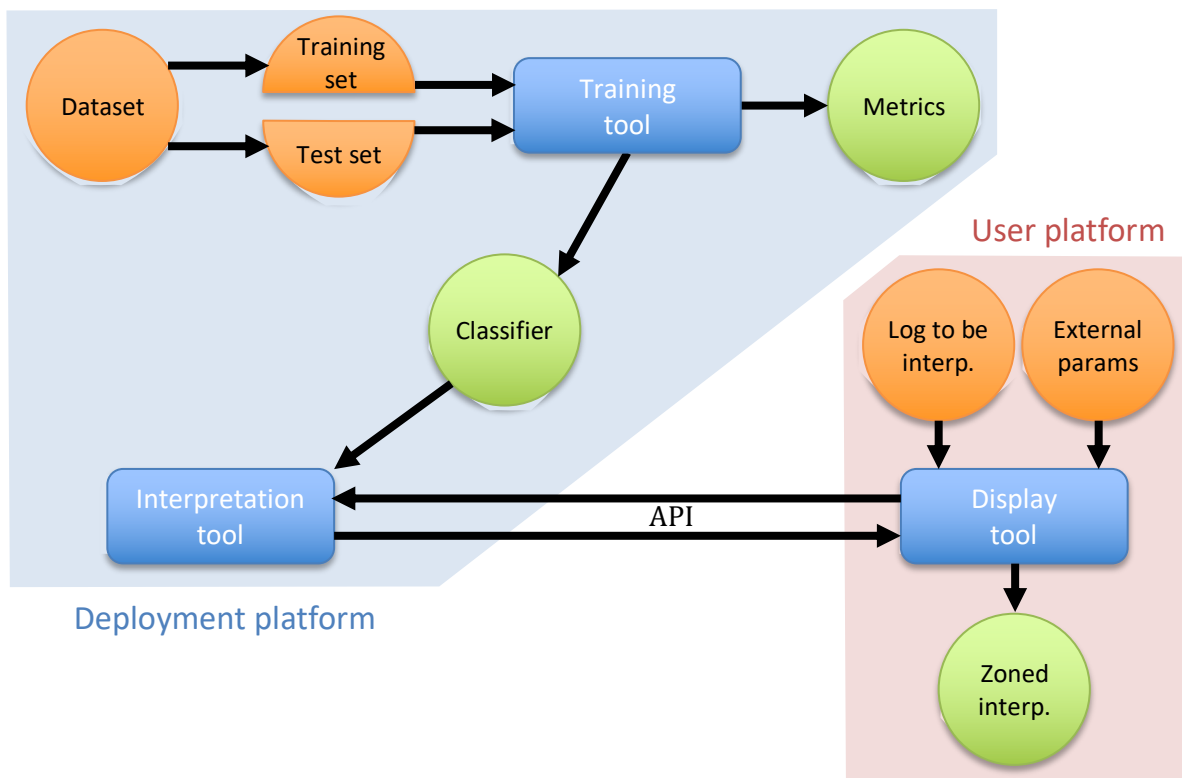 Training
set
Dataset
Test set
Training
tool
Metrics
User platform
Classifier
Log to be
interp.
External
params
Interpretation
tool
API
Display
tool
Deployment platform
Zoned
interp.